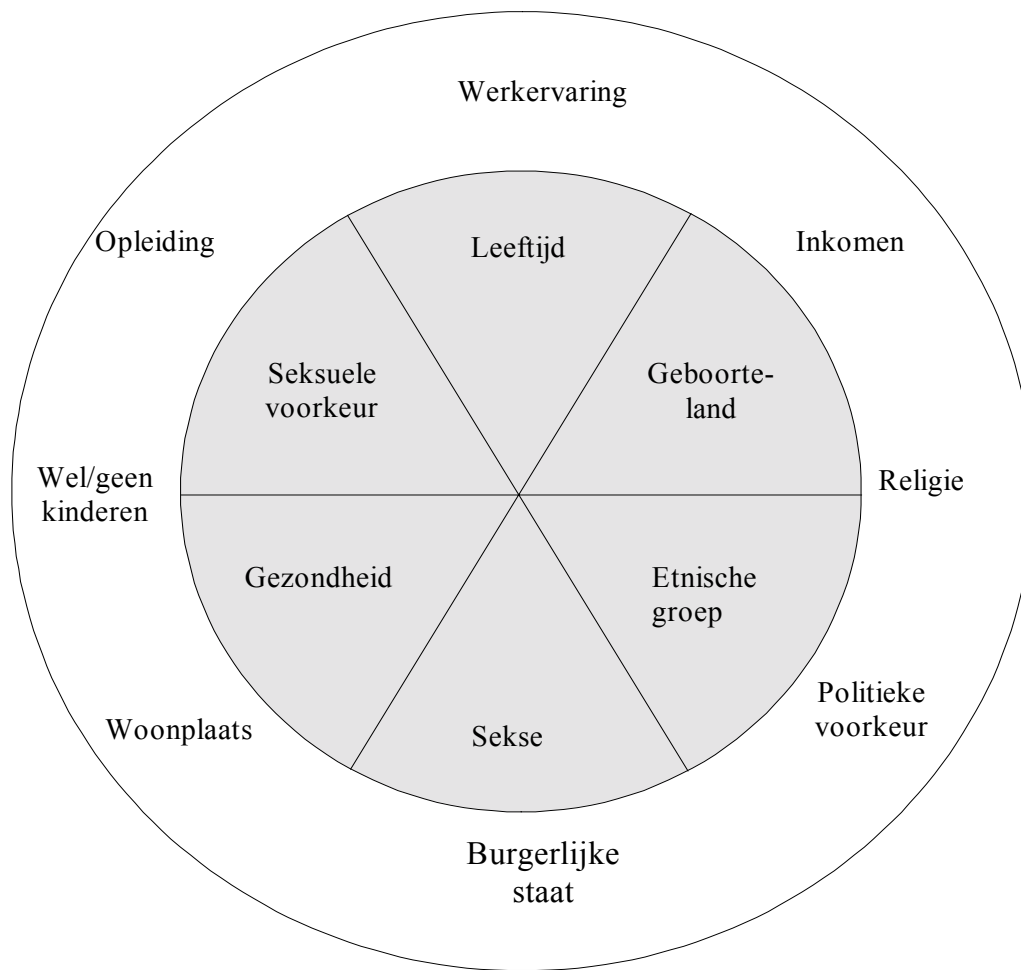 Werkervaring
Opleiding
Inkomen
Leeftijd
Seksuele
voorkeur
Geboorte-
land
Wel/geen
kinderen
Religie
Gezondheid
Etnische
groep
Woonplaats
Sekse
Politieke
voorkeur
Burgerlijke
staat